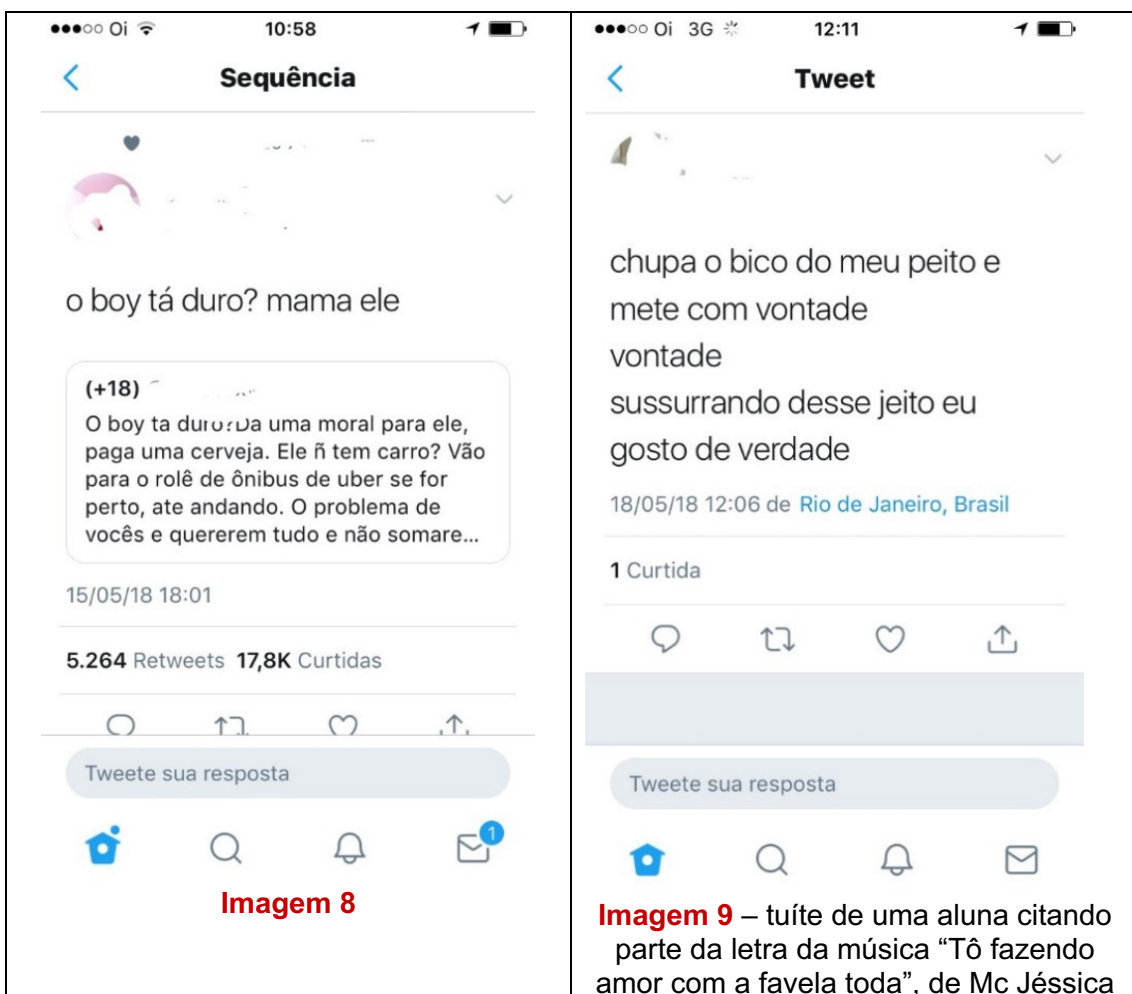 Oi 10:58
Sequência
o boy tá duro? mama ele
(+18)
O boy ta duro?Da uma moral para ele,
paga uma cerveja. Ele ñ tem carro? Vão
para o rolê de ônibus de uber se for
perto, ate andando. O problema de
vocês e quererem tudo e não somare...
15/05/18 18:01
5.264 Retweets 17,8K Curtidas
Tweete sua resposta
1
Imagem 8
Oi 3G 12:11
Tweet
chupa o bico do meu peito e
mete com vontade
vontade
sussurrando desse jeito eu
gosto de verdade
18/05/18 12:06 de Rio de Janeiro, Brasil
1 Curtida
Tweete sua resposta
Imagem 9 – tuíte de uma aluna citando
parte da letra da música “Tô fazendo
amor com a favela toda”, de Mc Jéssica